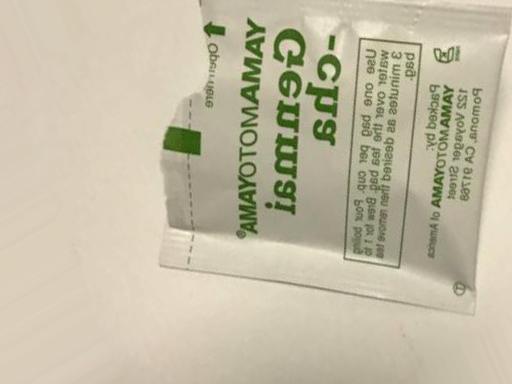 Open Here
YAMAMOTOYAMA®
Genmai
-cha
Use one bag per cup. Pour boiling
water over the tea bag. Brew for 1 to
3 minutes as desired then remove tea
bag.
Packed by:
YAMAMOTOYAMA of America
122 Voyager Street
Pomona, CA 91768